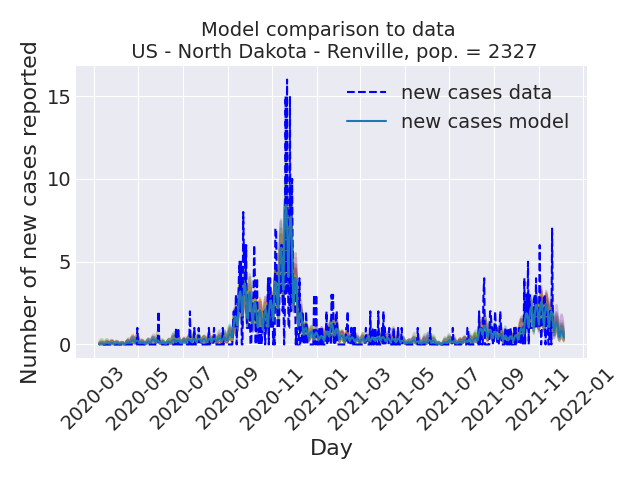 Model comparison to data
US - North Dakota - Renville, pop. = 2327
Number of new cases reported
15
10
5
0
new cases data
new cases model
2020-03
2020-05
2020-07
2020-09
2020-11
2021-01
2021-03
2021-05
2021-07
2021-09
2021-11
2022-01
Day